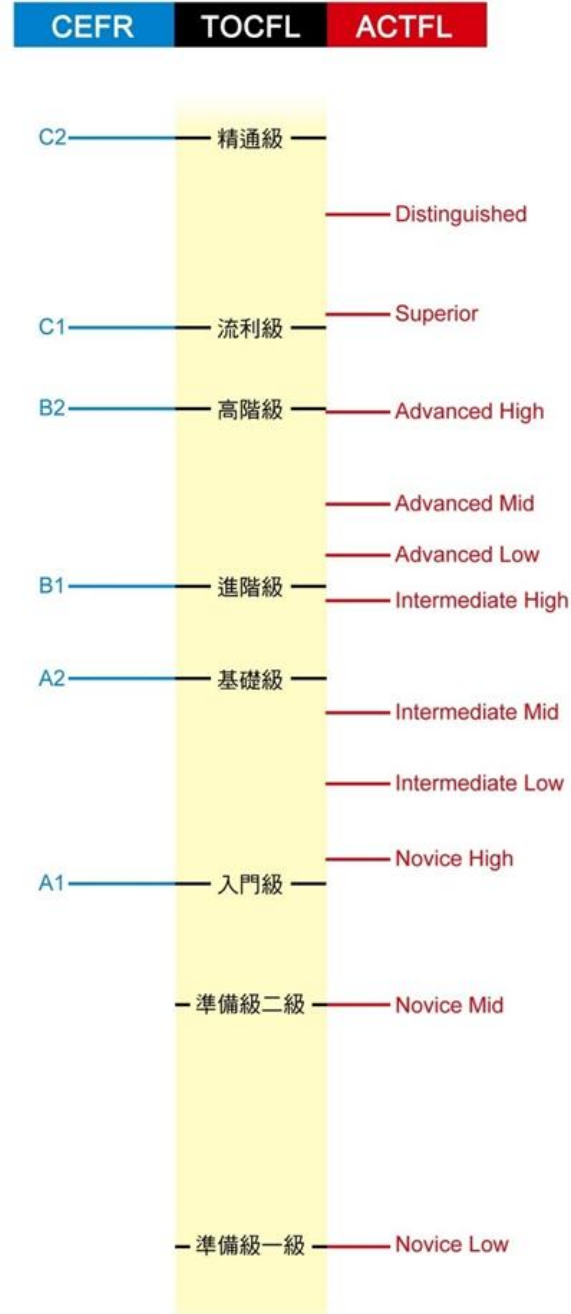 CEFR TOCFL ACTFL
C2 精通級
Distinguished
Superior
C1 流利級
B2 高階級 Advanced High
Advanced Mid
Advanced Low
B1 進階級
Intermediate High
A2 基礎級
Intermediate Mid
Intermediate Low
Novice High
A1 入門級
準備級二級 Novice Mid
準備級一級 Novice Low